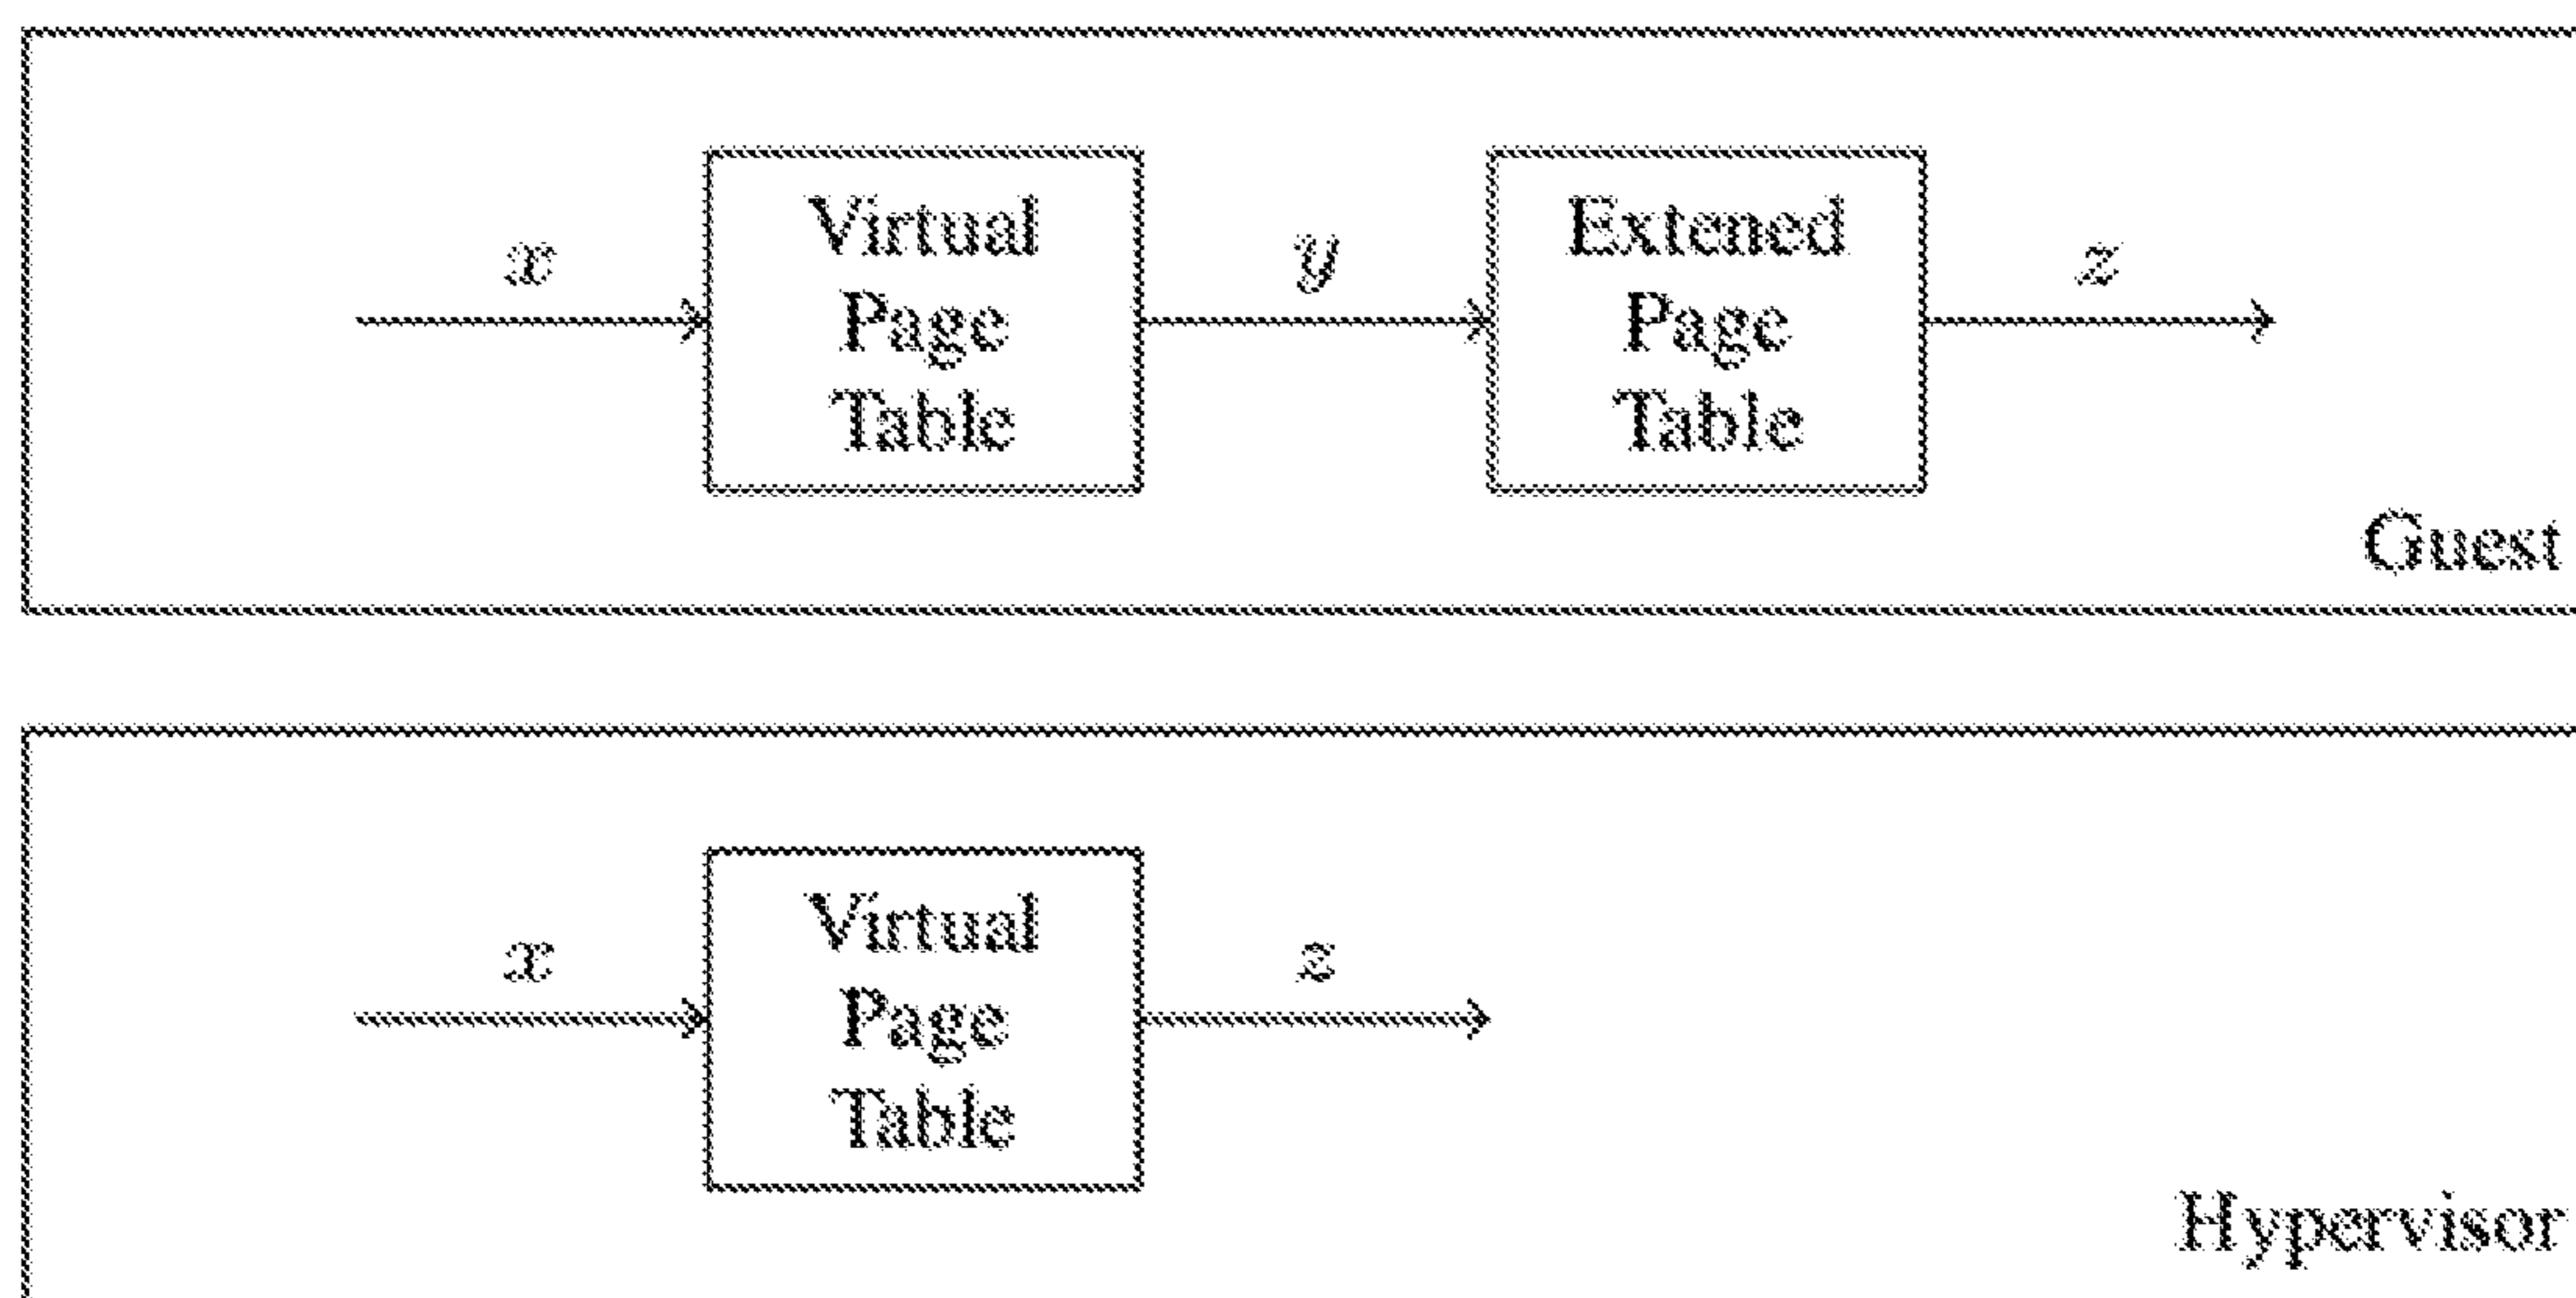 x
Virtual
Page
Table
y
Extened
Page
Table
z
Guest
x
Virtual
Page
Table
z
Hypervisor